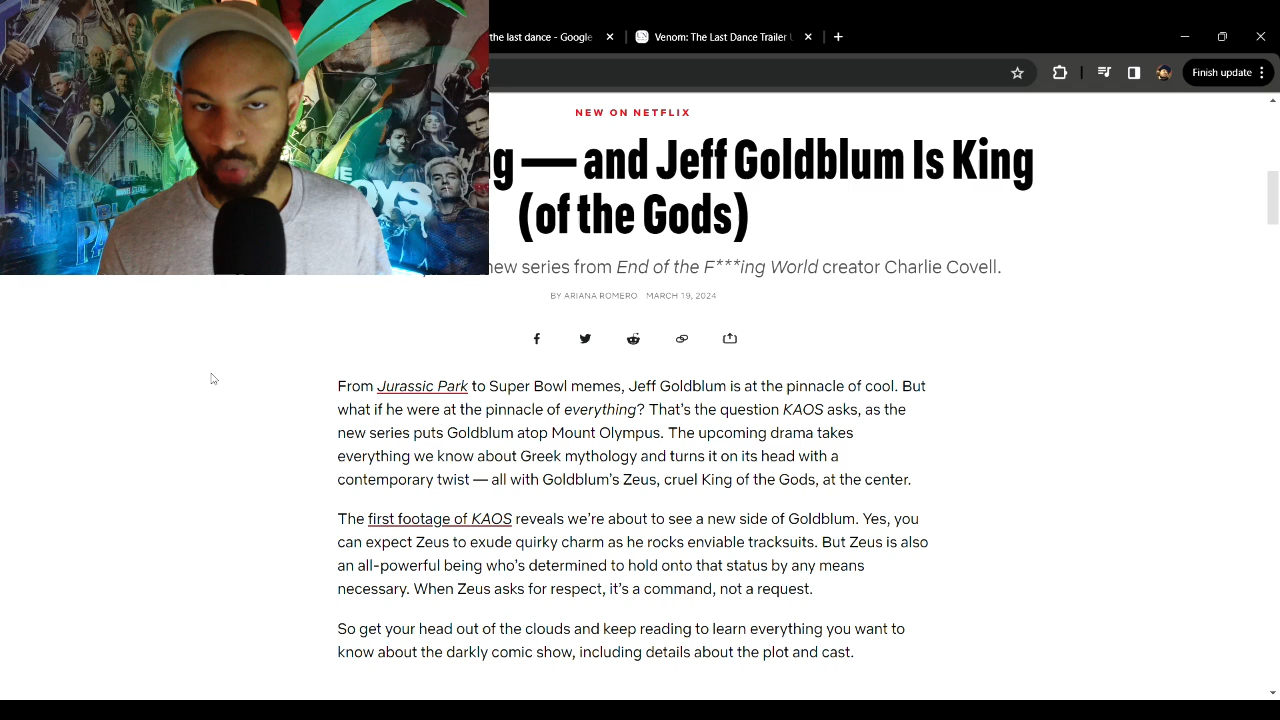 the last dance - Google
Venom: The Last Dance Trailer
Finish update
NEW ON NETFLIX
g — and Jeff Goldblum Is King
(of the Gods)
new series from End of the F***ing World creator Charlie Covell.
BY ARIANA ROMERO MARCH 19, 2024
From Jurassic Park to Super Bowl memes, Jeff Goldblum is at the pinnacle of cool. But
what if he were at the pinnacle of everything? That’s the question KAOS asks, as the
new series puts Goldblum atop Mount Olympus. The upcoming drama takes
everything we know about Greek mythology and turns it on its head with a
contemporary twist — all with Goldblum’s Zeus, cruel King of the Gods, at the center.
The first footage of KAOS reveals we’re about to see a new side of Goldblum. Yes, you
can expect Zeus to exude quirky charm as he rocks enviable tracksuits. But Zeus is also
an all-powerful being who’s determined to hold onto that status by any means
necessary. When Zeus asks for respect, it’s a command, not a request.
So get your head out of the clouds and keep reading to learn everything you want to
know about the darkly comic show, including details about the plot and cast.